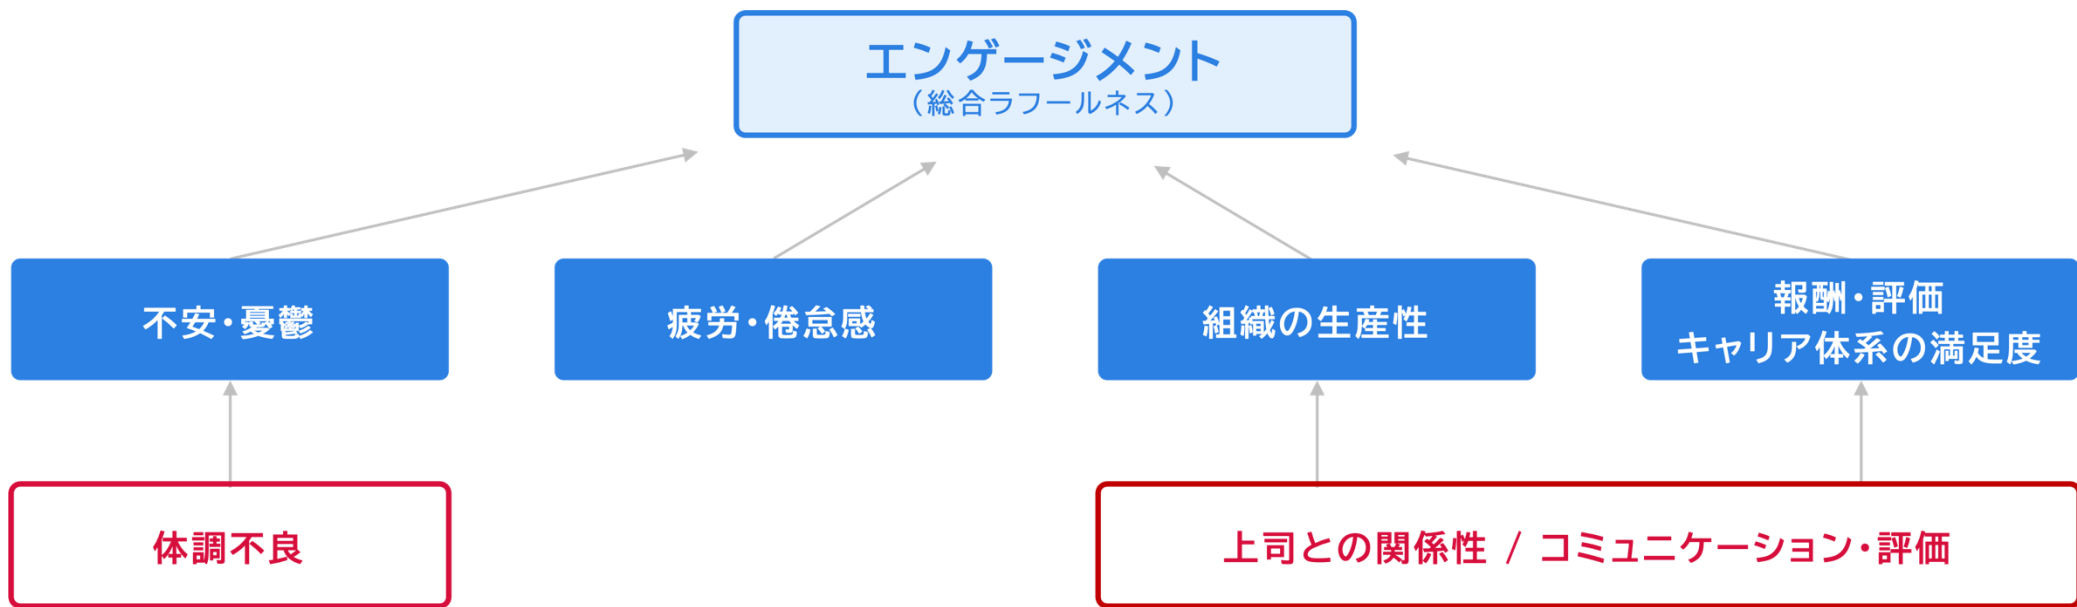 エンゲージメント
（総合ラフールネス）
不安・憂鬱
疲労・倦怠感
組織の生産性
報酬・評価
キャリア体系の満足度
体調不良
上司との関係性 / コミュニケーション・評価